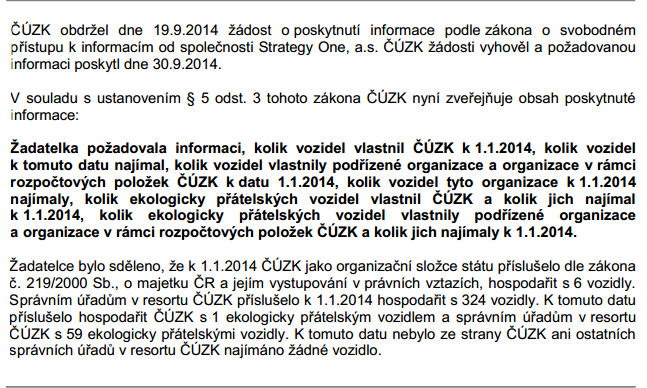 ČÚZK obdržel dne 19.9.2014 žádost o poskytnutí informace podle zákona o svobodném
přístupu k informacím od společnosti Strategy One, a.s. ČÚZK žádosti vyhověl a požadovanou
informaci poskytl dne 30.9.2014.
V souladu s ustanovením § 5 odst. 3 tohoto zákona ČÚZK nyní zveřejňuje obsah poskytnuté
informace:
Žadatelka požadovala informaci, kolik vozidel vlastnil ČÚZK k 1.1.2014, kolik vozidel
k tomuto datu najímal, kolik vozidel vlastnily podřízené organizace a organizace v rámci
rozpočtových položek ČÚZK k datu 1.1.2014, kolik vozidel tyto organizace k 1.1.2014
najímaly, kolik ekologicky přátelských vozidel vlastnil ČÚZK a kolik jich najímal
k 1.1.2014, kolik ekologicky přátelských vozidel vlastnily podřízené organizace
a organizace v rámci rozpočtových položek ČÚZK a kolik jich najímaly k 1.1.2014.
Žadatelce bylo sděleno, že k 1.1.2014 ČÚZK jako organizační složce státu příslušelo dle zákona
č. 219/2000 Sb., o majetku ČR a jejím vystupování v právních vztazích, hospodařit s 6 vozidly.
Správním úřadům v resortu ČÚZK příslušelo k 1.1.2014 hospodařit s 324 vozidly. K tomuto datu
příslušelo hospodařit ČÚZK s 1 ekologicky přátelským vozidlem a správním úřadům v resortu
ČÚZK s 59 ekologicky přátelskými vozidly. K tomuto datu nebylo ze strany ČÚZK ani ostatních
správních úřadů v resortu ČÚZK najímáno žádné vozidlo.